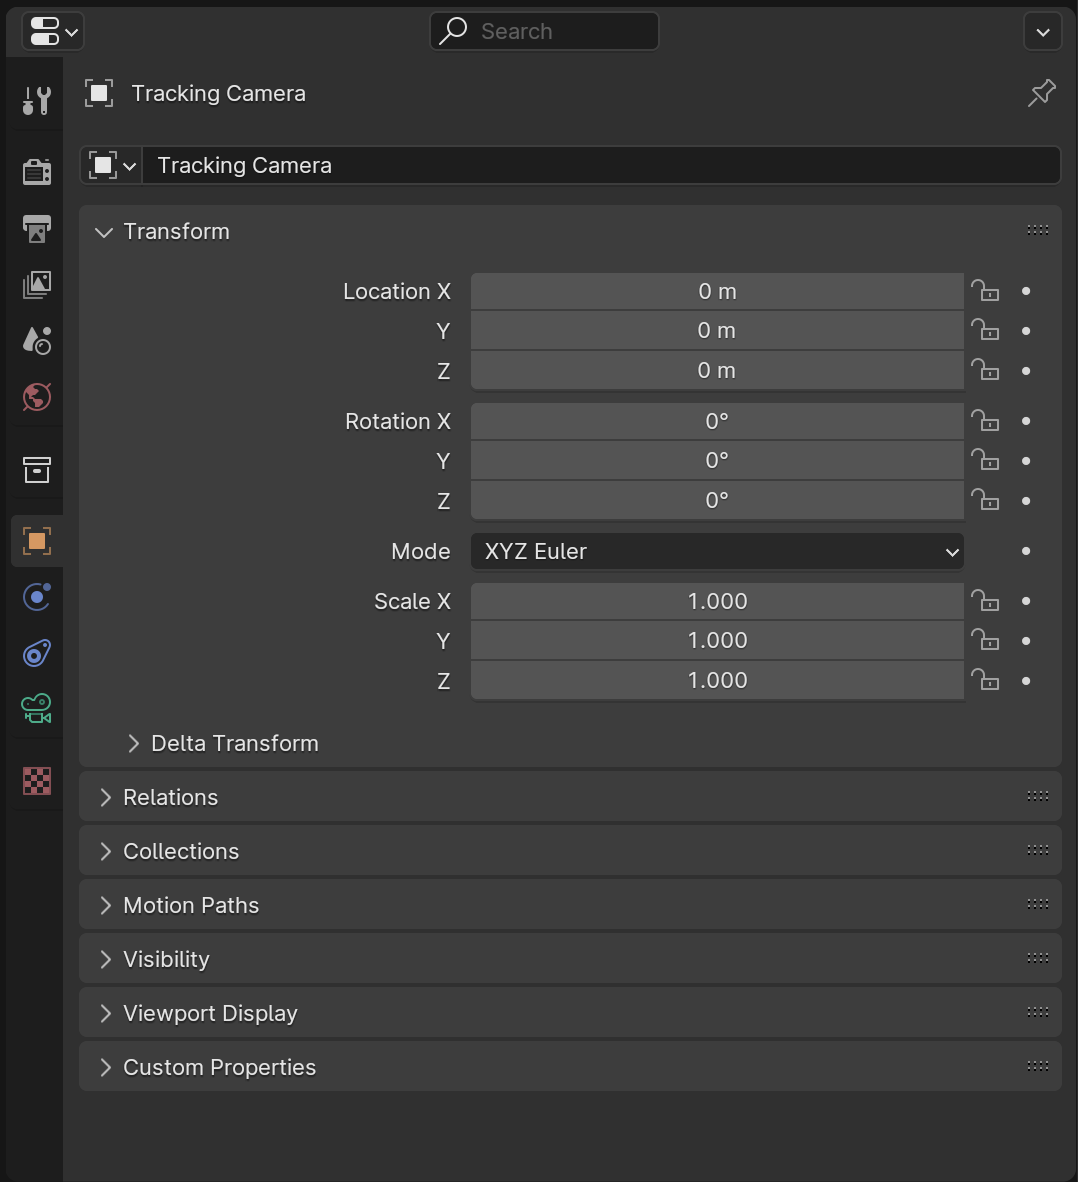 Search
Tracking Camera
Tracking Camera
Transform
Location X 0 m
Y 0 m
Z 0 m
Rotation X 0°
Y 0°
Z 0°
Mode XYZ Euler
Scale X 1.000
Y 1.000
Z 1.000
Delta Transform
Relations
Collections
Motion Paths
Visibility
Viewport Display
Custom Properties